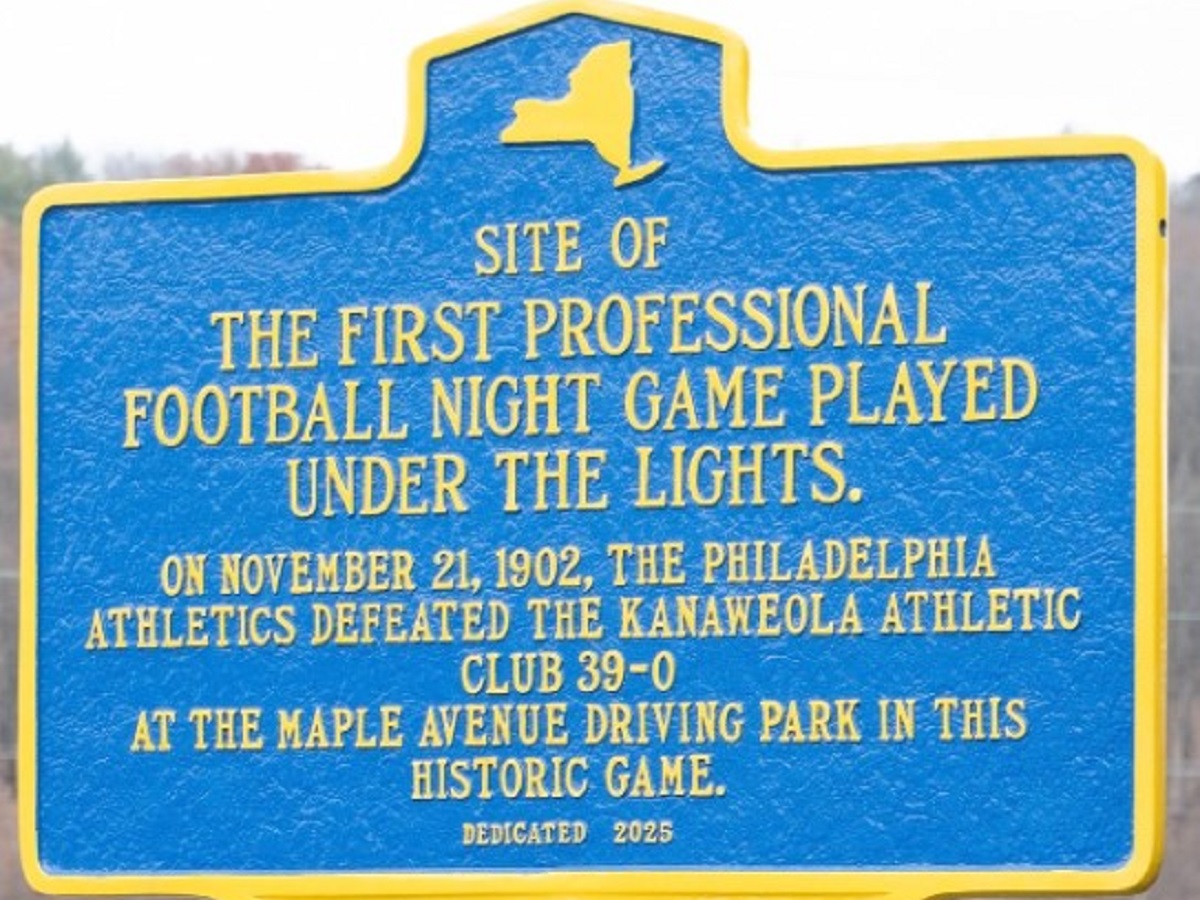 SITE OF
THE FIRST PROFESSIONAL
FOOTBALL NIGHT GAME PLAYED
UNDER THE LIGHTS.
ON NOVEMBER 21, 1902, THE PHILADELPHIA
ATHLETICS DEFEATED THE KANAWEOLA ATHLETIC
CLUB 39-0
AT THE MAPLE AVENUE DRIVING PARK IN THIS
HISTORIC GAME.
DEDICATED 2025